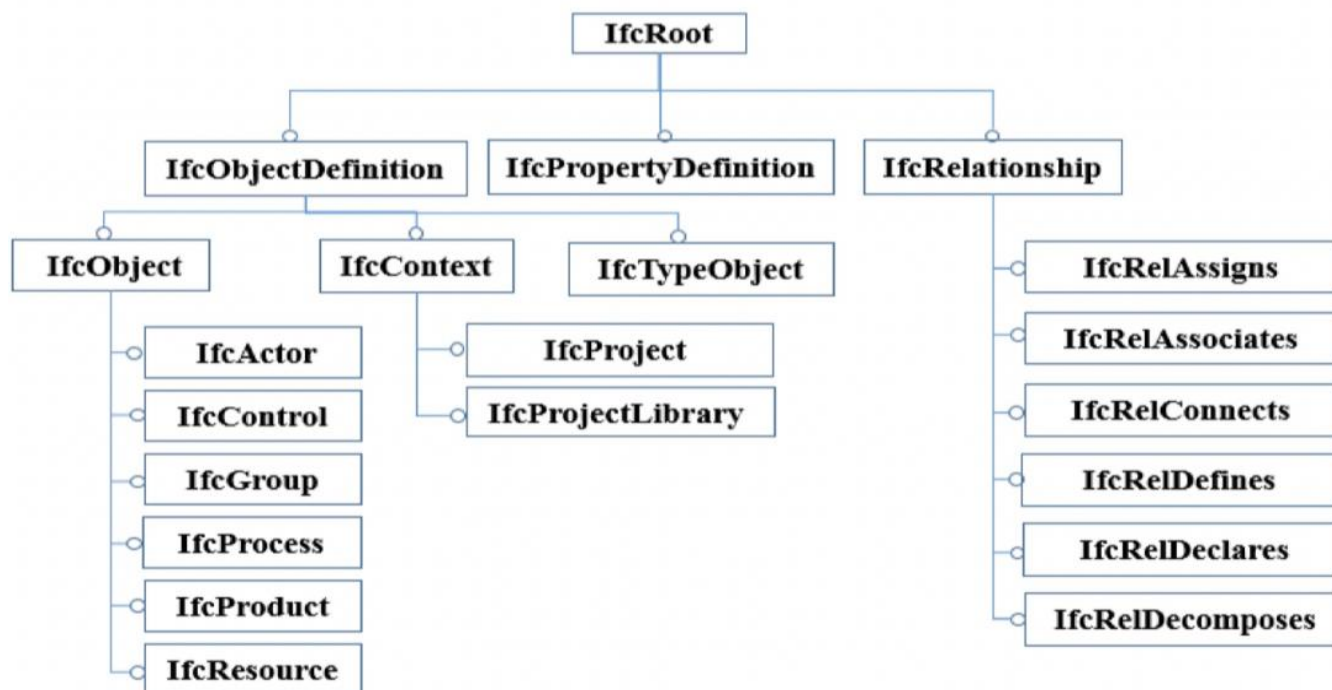 IfcRoot
IfcObjectDefinition
IfcPropertyDefinition
IfcRelationship
IfcObject
IfcContext
IfcTypeObject
IfcActor
IfcControl
IfcGroup
IfcProcess
IfcProduct
IfcResource
IfcProject
IfcProjectLibrary
IfcRelAssigns
IfcRelAssociates
IfcRelConnects
IfcRelDefines
IfcRelDeclares
IfcRelDecomposes